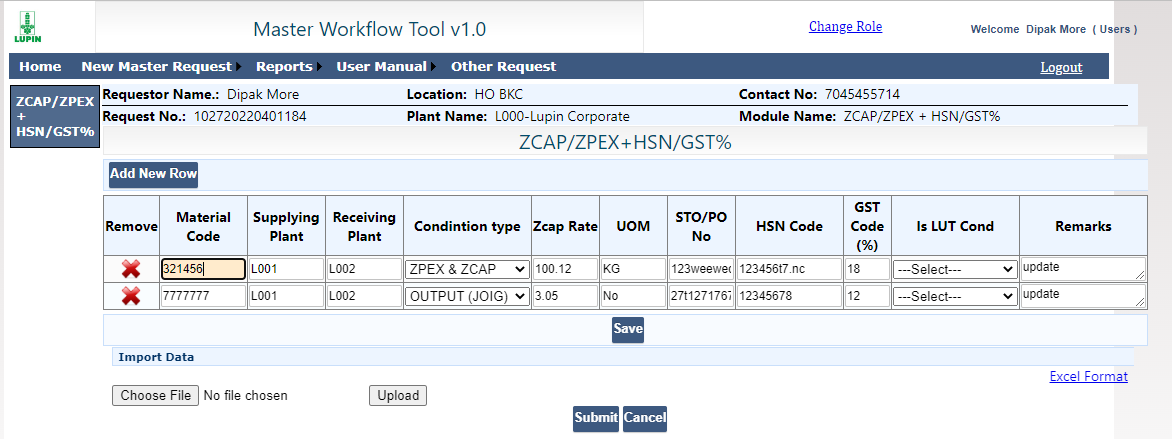 LUPIN
Master Workflow Tool v1.0
Change Role
Welcome Dipak More ( Users )
Home New Master Request Reports User Manual Other Request Logout
ZCAP/ZPEX
+
HSN/GST%
Requestor Name.: Dipak More Location: HO BKC Contact No: 7045455714
Request No.: 102720220401184 Plant Name: L000-Lupin Corporate Module Name: ZCAP/ZPEX + HSN/GST%
ZCAP/ZPEX+HSN/GST%
Add New Row
Remove Material Code Supplying Plant Receiving Plant Condintion type Zcap Rate UOM STO/PO No HSN Code GST Code (%) Is LUT Cond Remarks
321456 L001 L002 ZPEX & ZCAP 100.12 KG 123weewec 123456t7.nc 18 ---Select--- update
7777777 L001 L002 OUTPUT (JOIG) 3.05 No 27t1271767 12345678 12 ---Select--- update
Save
Import Data
Excel Format
Choose File No file chosen Upload
Submit Cancel